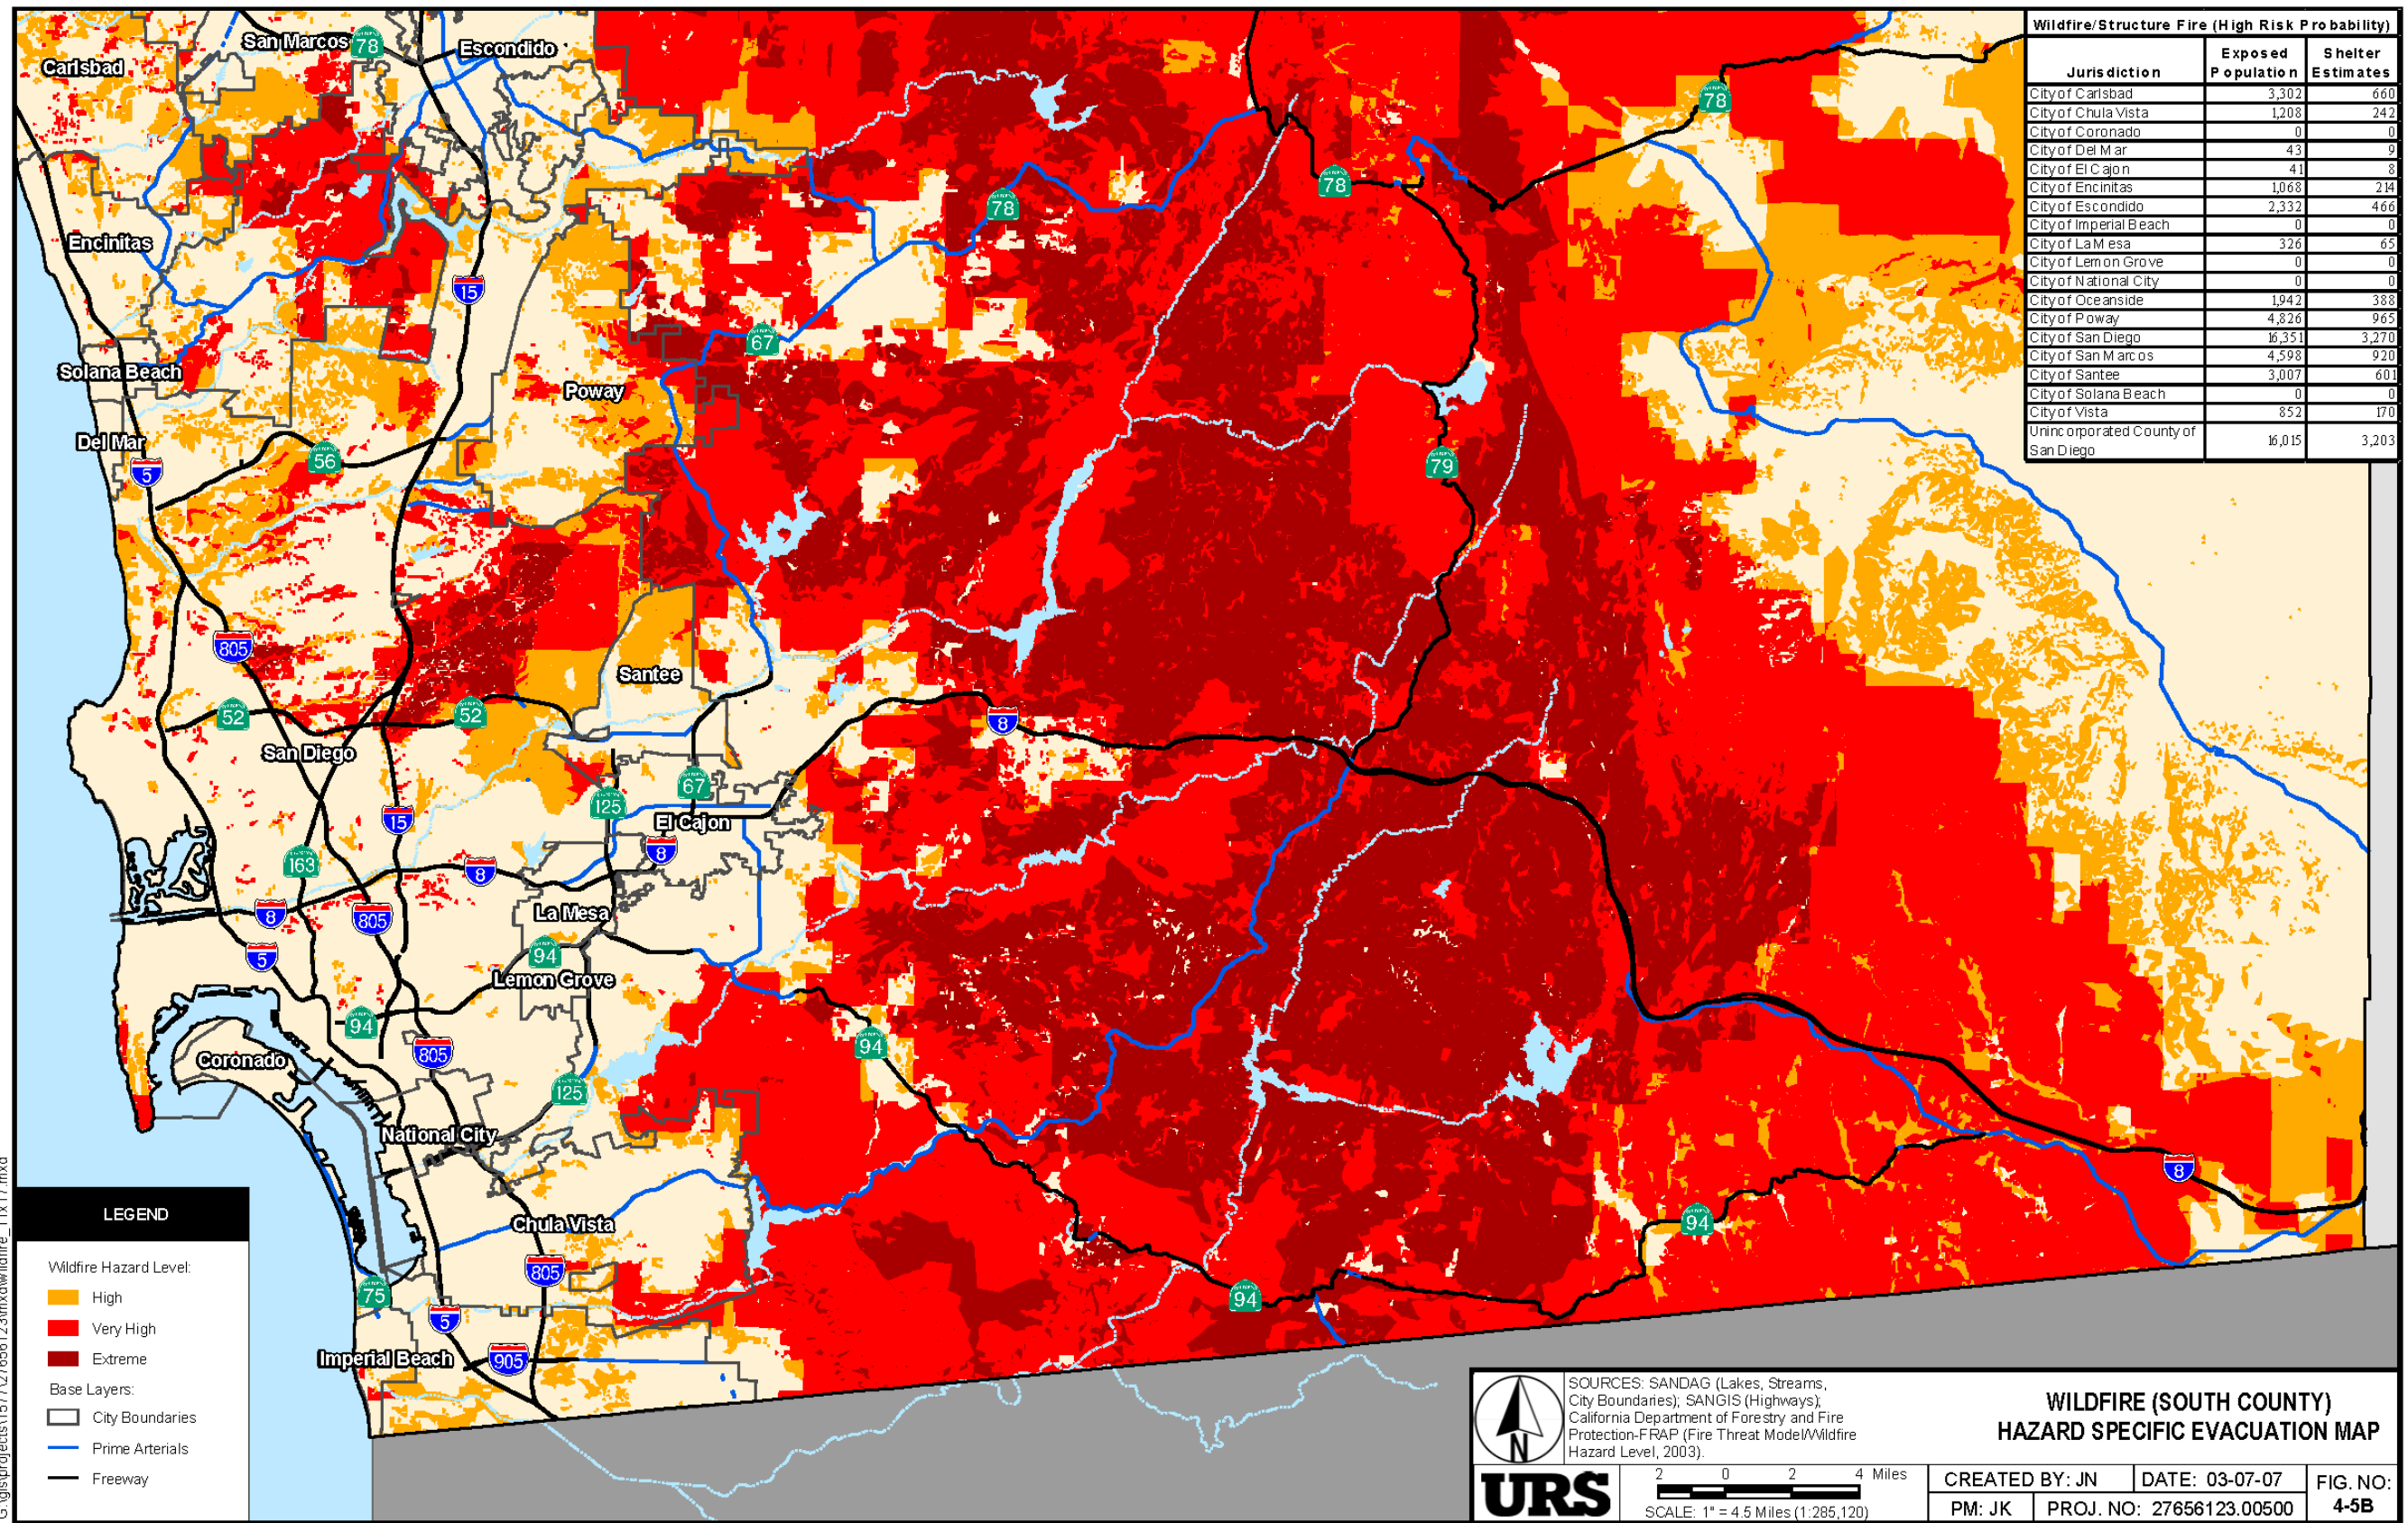 Wildfire/Structure Fire (High Risk Probability)
Jurisdiction Exposed Population Shelter Estimates
City of Carlsbad 3,302 660
City of Chula Vista 1,208 242
City of Coronado 0 0
City of Del Mar 43 9
City of El Cajon 41 8
City of Encinitas 1,068 214
City of Escondido 2,332 466
City of Imperial Beach 0 0
City of La Mesa 326 65
City of Lemon Grove 0 0
City of National City 0 0
City of Oceanside 1,942 388
City of Poway 4,826 965
City of San Diego 16,351 3,270
City of San Marcos 4,598 920
City of Santee 3,007 601
City of Solana Beach 0 0
City of Vista 852 170
Unincorporated County of San Diego 16,015 3,203
San Marcos
78
Escondido
Carlsbad
78
78
78
Encinitas
15
67
Solana Beach
Poway
Del Mar
5
56
79
805
Santee
52
52
8
San Diego
67
125
15
El Cajon
163
8
8
8
805
La Mesa
5
94
Lemon Grove
94
94
805
Coronado
125
National City
8
94
Chula Vista
805
75
5
94
Imperial Beach
905
LEGEND
Wildfire Hazard Level:
High
Very High
Extreme
Base Layers:
City Boundaries
Prime Arterials
Freeway
N
SOURCES: SANDAG (Lakes, Streams,
City Boundaries); SANGIS (Highways);
California Department of Forestry and Fire
Protection-FRAP (Fire Threat Model/Wildfire
Hazard Level, 2003).
WILDFIRE (SOUTH COUNTY)
HAZARD SPECIFIC EVACUATION MAP
URS
2 0 2 4 Miles
SCALE: 1" = 4.5 Miles (1:285,120)
CREATED BY: JN
DATE: 03-07-07
FIG. NO:
4-5B
PM: JK
PROJ. NO: 27656123.00500